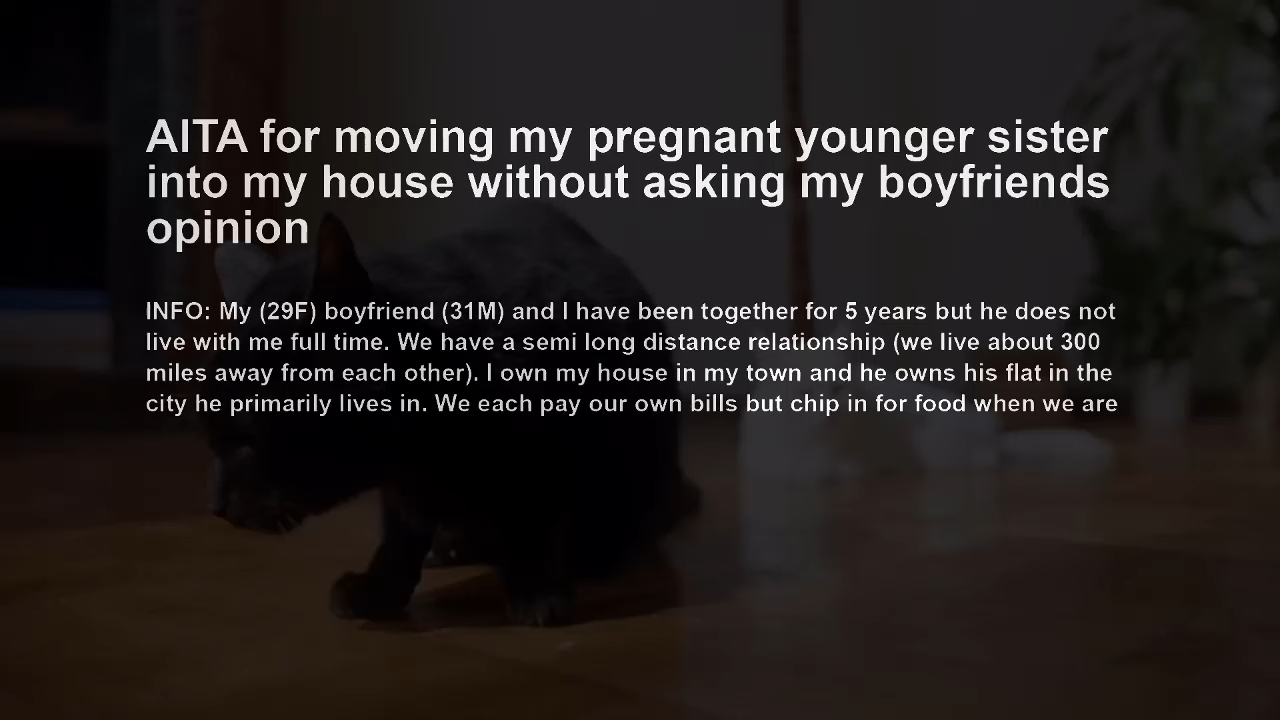 AITA for moving my pregnant younger sister
into my house without asking my boyfriends
opinion
INFO: My (29F) boyfriend (31M) and I have been together for 5 years but he does not
live with me full time. We have a semi long distance relationship (we live about 300
miles away from each other). I own my house in my town and he owns his flat in the
city he primarily lives in. We each pay our own bills but chip in for food when we are